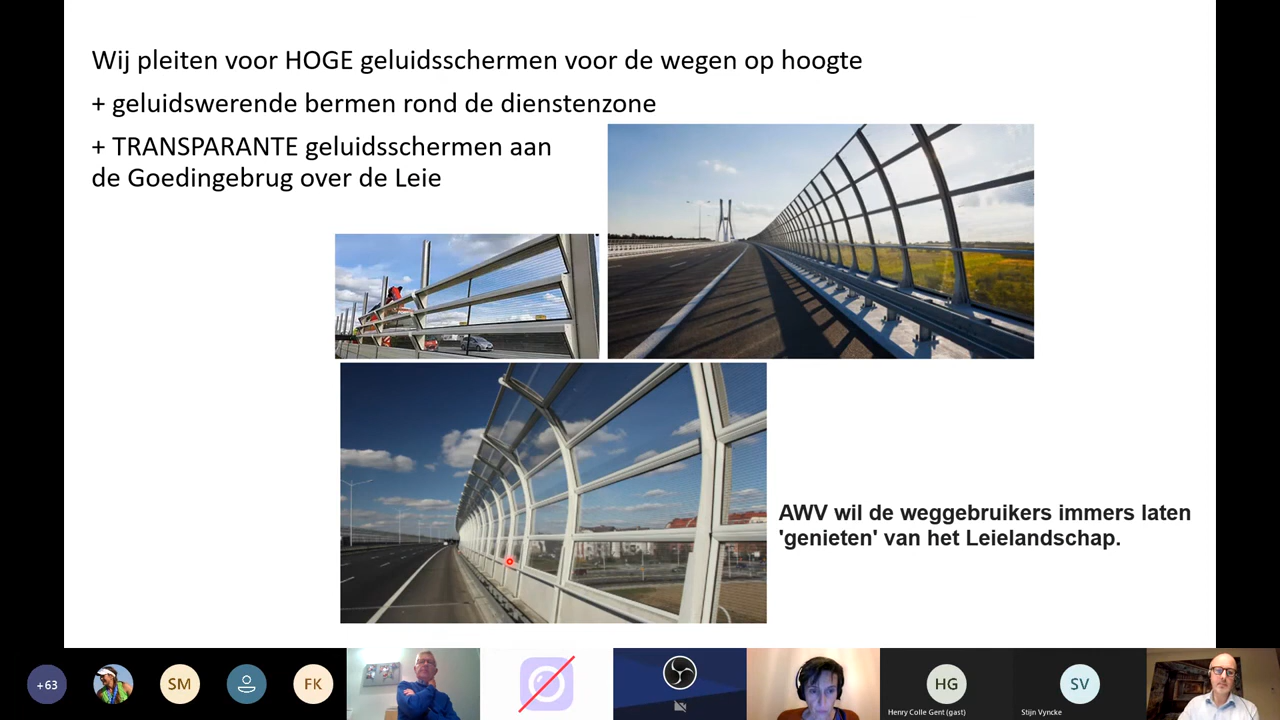 Wij pleiten voor HOGE geluidsschermen voor de wegen op hoogte
+ geluidswerende bermen rond de dienstenzone
+ TRANSPARANTE geluidsschermen aan
de Goedingebrug over de Leie
AWV wil de weggebruikers immers laten
'genieten' van het Leielandschap.
+63
SM
FK
HG
Henry Colle Gent (gast)
SV
Stijn Vyncke